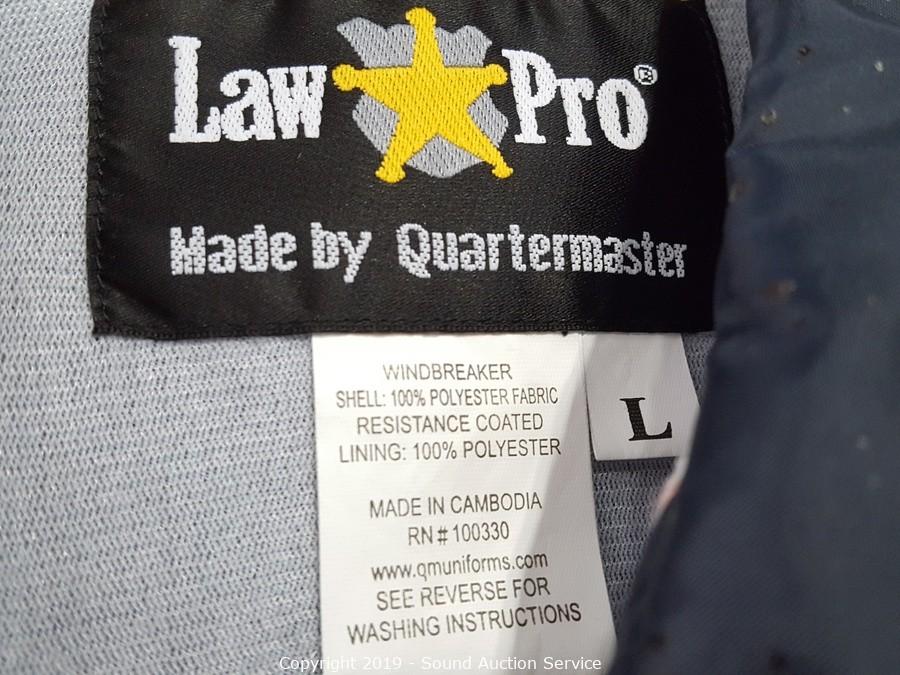 Law Pro®
Made by Quartermaster
WINDBREAKER
SHELL: 100% POLYESTER FABRIC
RESISTANCE COATED
LINING: 100% POLYESTER
L
MADE IN CAMBODIA
RN#100330
www.qmuniforms.com
SEE REVERSE FOR
WASHING INSTRUCTIONS
Copyright 2019 - Sound Auction Service